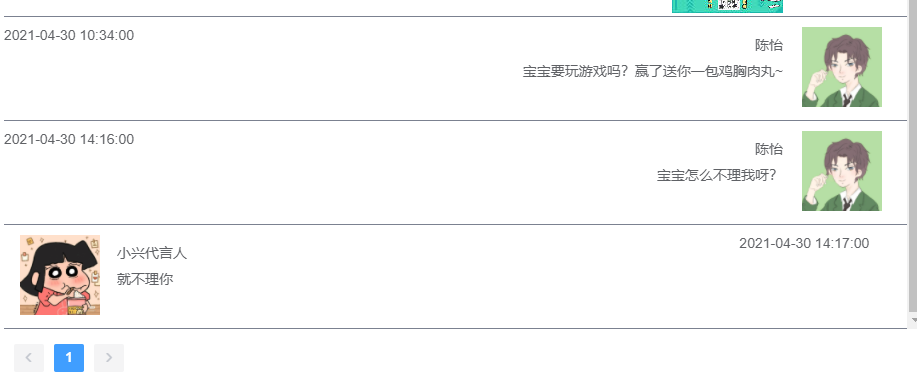 2021-04-30 10:34:00
陈怡
宝宝要玩游戏吗？赢了送你一包鸡胸肉丸~
2021-04-30 14:16:00
陈怡
宝宝怎么不理我呀？
小兴代言人
2021-04-30 14:17:00
就不理你
1